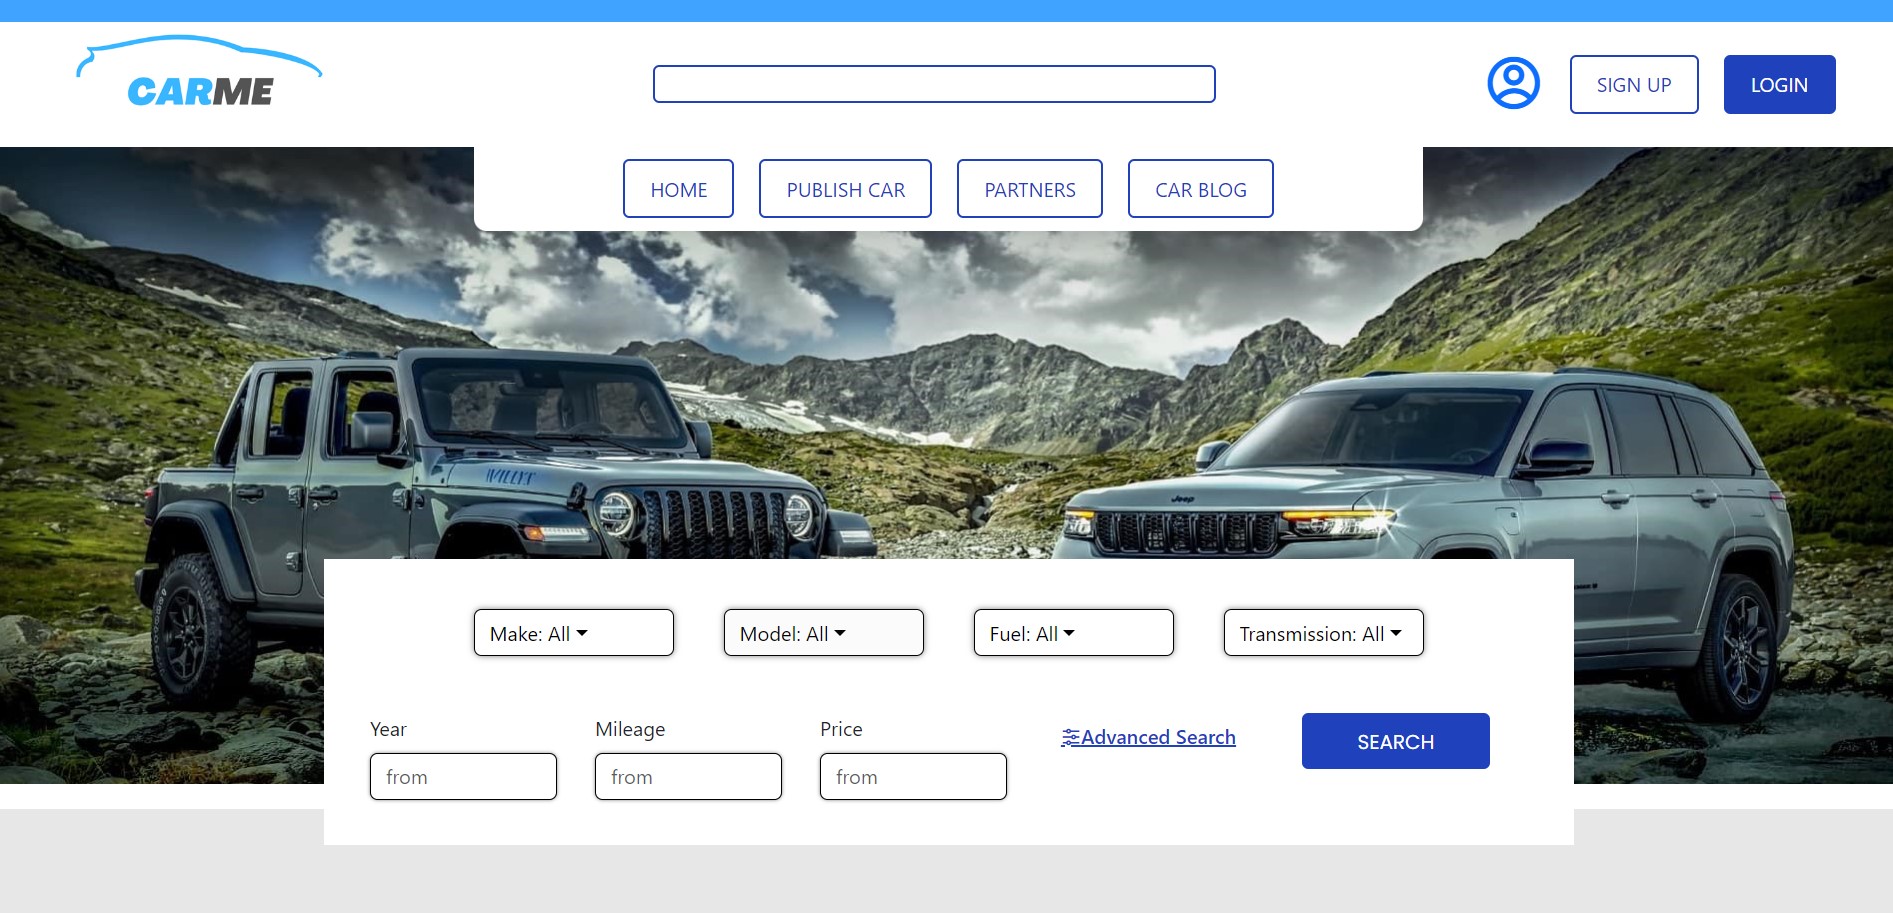 CARME
SIGN UP
LOGIN
HOME
PUBLISH CAR
PARTNERS
CAR BLOG
WILLYS
Jeep
Make: All
Model: All
Fuel: All
Transmission: All
Year
Mileage
Price
from
from
from
Advanced Search
SEARCH